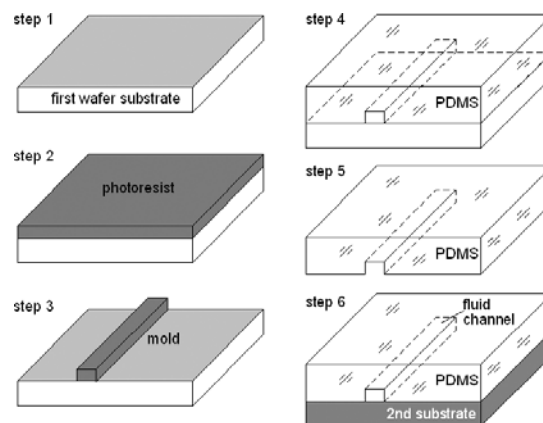 step 1
first wafer substrate
step 2
photoresist
step 3
mold
step 4
PDMS
step 5
PDMS
step 6
fluid
channel
PDMS
2nd substrate